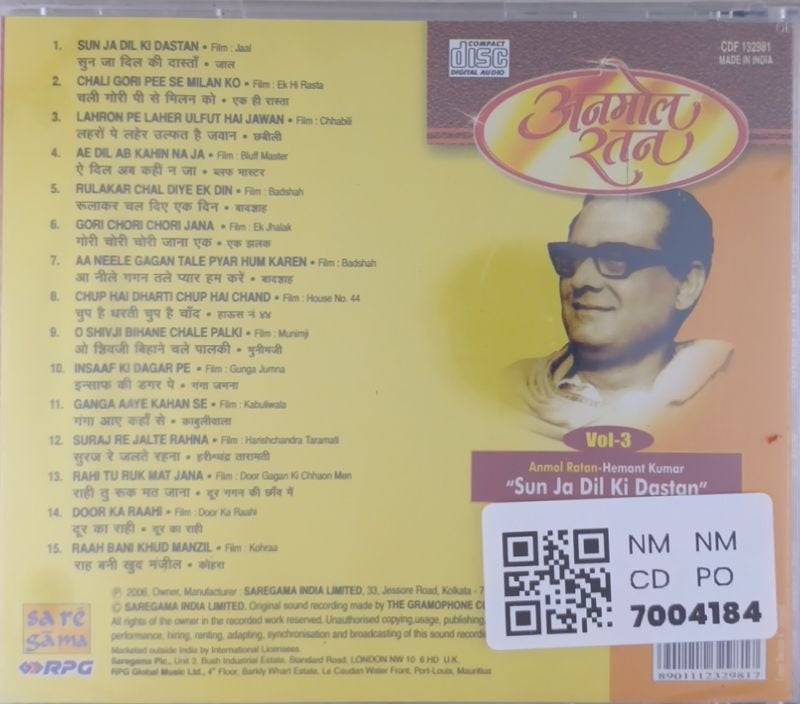 1. SUN JA DIL KI DASTAN • Film : Jaal
सुन जा दिल की दास्ताँ • जाल
2. CHALI GORI PEE SE MILAN KO • Film : Ek Hi Rasta
चली गोरी पी से मिलन को • एक ही रास्ता
3. LAHRON PE LAHER ULFUT HAI JAWAN • Film : Chhabili
लहरों पे लहेर उल्फत है जवान • छबीली
4. AE DIL AB KAHIN NA JA • Film : Bluff Master
ऐ दिल अब कहीं न जा • ब्लफ मास्टर
5. RULAKAR CHAL DIYE EK DIN • Film : Badshah
रूलाकर चल दिए एक दिन • बादशाह
6. GORI CHORI CHORI JANA • Film : Ek Jhalak
गोरी चोरी चोरी जाना एक • एक झलक
7. AA NEELE GAGAN TALE PYAR HUM KAREN • Film : Badshah
आ नीले गगन तले प्यार हम करें • बादशाह
8. CHUP HAI DHARTI CHUP HAI CHAND • Film : House No. 44
चुप है धरती चुप है चाँद • हाऊस नं ४४
9. O SHIVJI BIHANE CHALE PALKI • Film : Munimji
ओ शिवजी बिहाने चले पालकी • मुनीमजी
10. INSAAF KI DAGAR PE • Film : Gunga Jumna
इन्साफ की डगर पे • गंगा जमना
11. GANGA AAYE KAHAN SE • Film : Kabuliwala
गंगा आए कहाँ से • काबुलीवाला
12. SURAJ RE JALTE RAHNA • Film : Harishchandra Taramati
सुरज रे जलते रहना • हरीश्चंद्र तारामती
13. RAHI TU RUK MAT JANA • Film : Door Gagan Ki Chhaon Men
राही तु रूक मत जाना • दूर गगन की छाँव में
14. DOOR KA RAAHI • Film : Door Ka Raahi
दूर का राही • दूर का राही
15. RAAH BANI KHUD MANZIL • Film : Kohraa
राह बनी खुद मंजील • कोहरा
COMPACT
disc
DIGITAL AUDIO
CDF 132981
MADE IN INDIA
अनमोल
रतन
Vol-3
Anmol Ratan-Hemant Kumar
"Sun Ja Dil Ki Dastan"
NM NM
CD PO
7004184
sa rē
gāma
RPG
℗ 2006. Owner, Manufacturer : SAREGAMA INDIA LIMITED, 33, Jessore Road, Kolkata - 7
© SAREGAMA INDIA LIMITED. Original sound recording made by THE GRAMOPHONE CO
All rights of the owner in the recorded work reserved. Unauthorised copying, usage, publishing,
performance, hiring, renting, adapting, synchronisation and broadcasting of this sound recordi
Marketed outside India by International Licensees.
Saregama Plc., Unit 3, Bush Industrial Estate, Standard Road, LONDON NW 10 6 HD U.K.
RPG Global Music Ltd., 4th Floor, Barkly Whart Estate, Le Caudan Water Front, Port-Louis, Mauritius
8901112329817